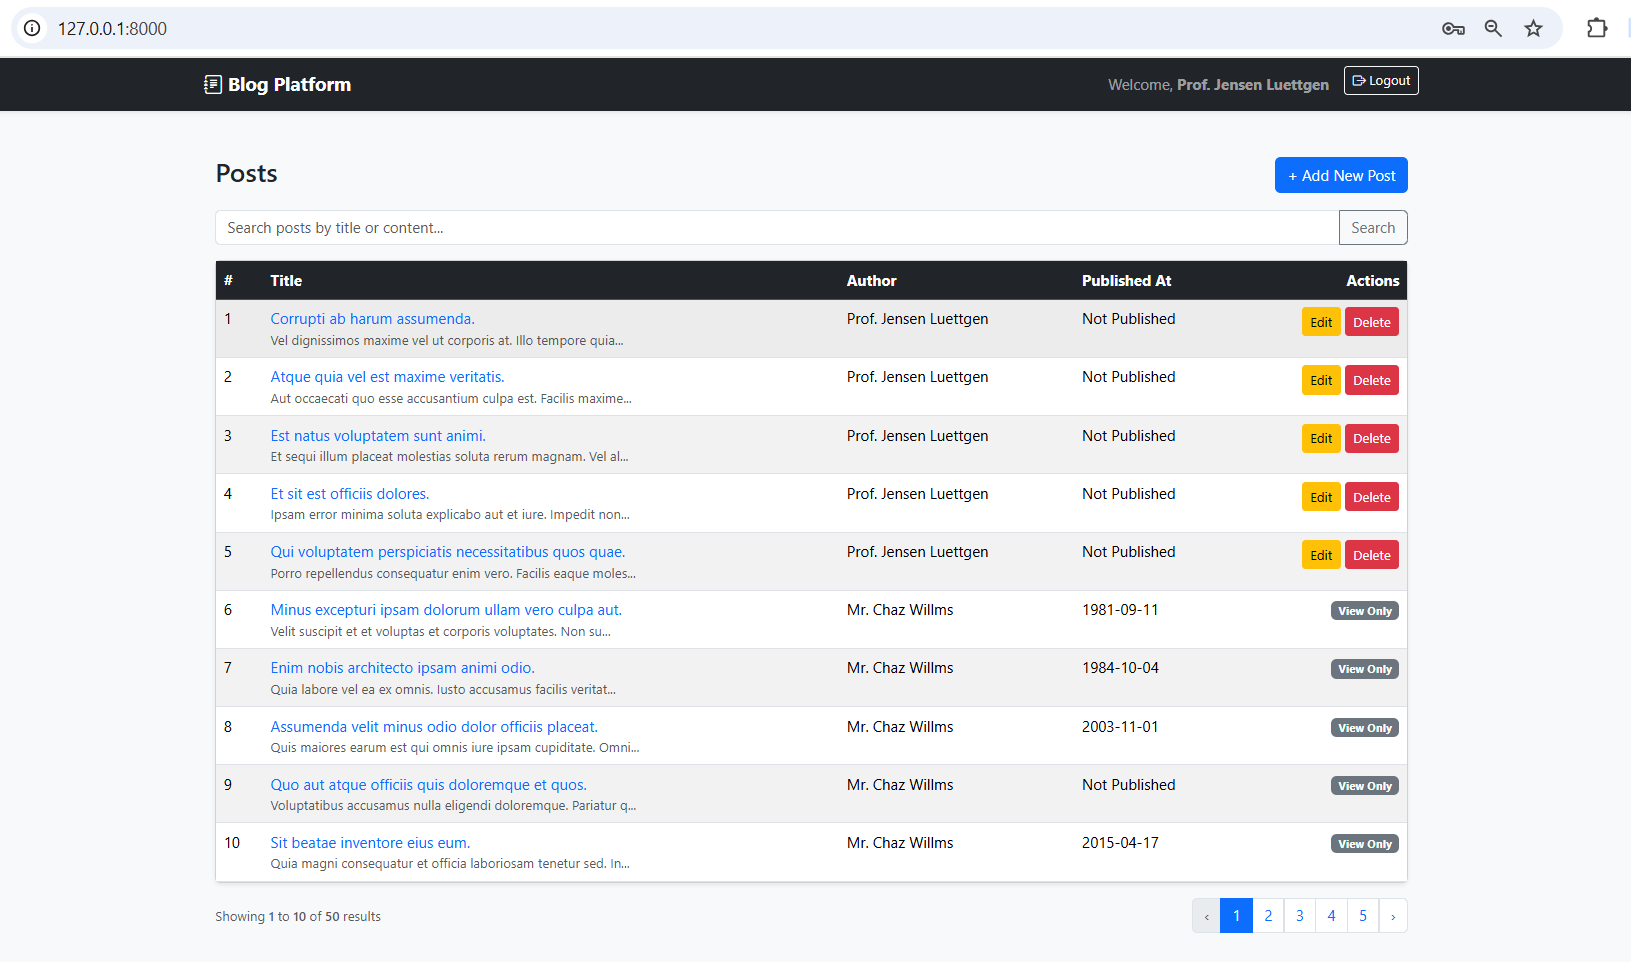 127.0.0.1:8000
Blog Platform Welcome, Prof. Jensen Luettgen Logout
Posts + Add New Post
Search posts by title or content... Search
# Title Author Published At Actions
1 Corrupti ab harum assumenda. Prof. Jensen Luettgen Not Published Edit Delete
Vel dignissimos maxime vel ut corporis at. Illo tempore quia...
2 Atque quia vel est maxime veritatis. Prof. Jensen Luettgen Not Published Edit Delete
Aut occaecati quo esse accusantium culpa est. Facilis maxime...
3 Est natus voluptatem sunt animi. Prof. Jensen Luettgen Not Published Edit Delete
Et sequi illum placeat molestias soluta rerum magnam. Vel al...
4 Et sit est officiis dolores. Prof. Jensen Luettgen Not Published Edit Delete
Ipsam error minima soluta explicabo aut et iure. Impedit non...
5 Qui voluptatem perspiciatis necessitatibus quos quae. Prof. Jensen Luettgen Not Published Edit Delete
Porro repellendus consequatur enim vero. Facilis eaque moles...
6 Minus excepturi ipsam dolorum ullam vero culpa aut. Mr. Chaz Willms 1981-09-11 View Only
Velit suscipit et et voluptas et corporis voluptates. Non su...
7 Enim nobis architecto ipsam animi odio. Mr. Chaz Willms 1984-10-04 View Only
Quia labore vel ea ex omnis. Iusto accusamus facilis veritat...
8 Assumenda velit minus odio dolor officiis placeat. Mr. Chaz Willms 2003-11-01 View Only
Quis maiores earum est qui omnis iure ipsam cupiditate. Omni...
9 Quo aut atque officiis quis doloremque et quos. Mr. Chaz Willms Not Published View Only
Voluptatibus accusamus nulla eligendi doloremque. Pariatur q...
10 Sit beatae inventore eius eum. Mr. Chaz Willms 2015-04-17 View Only
Quia magni consequatur et officia laboriosam tenetur sed. In...
Showing 1 to 10 of 50 results ‹ 1 2 3 4 5 ›